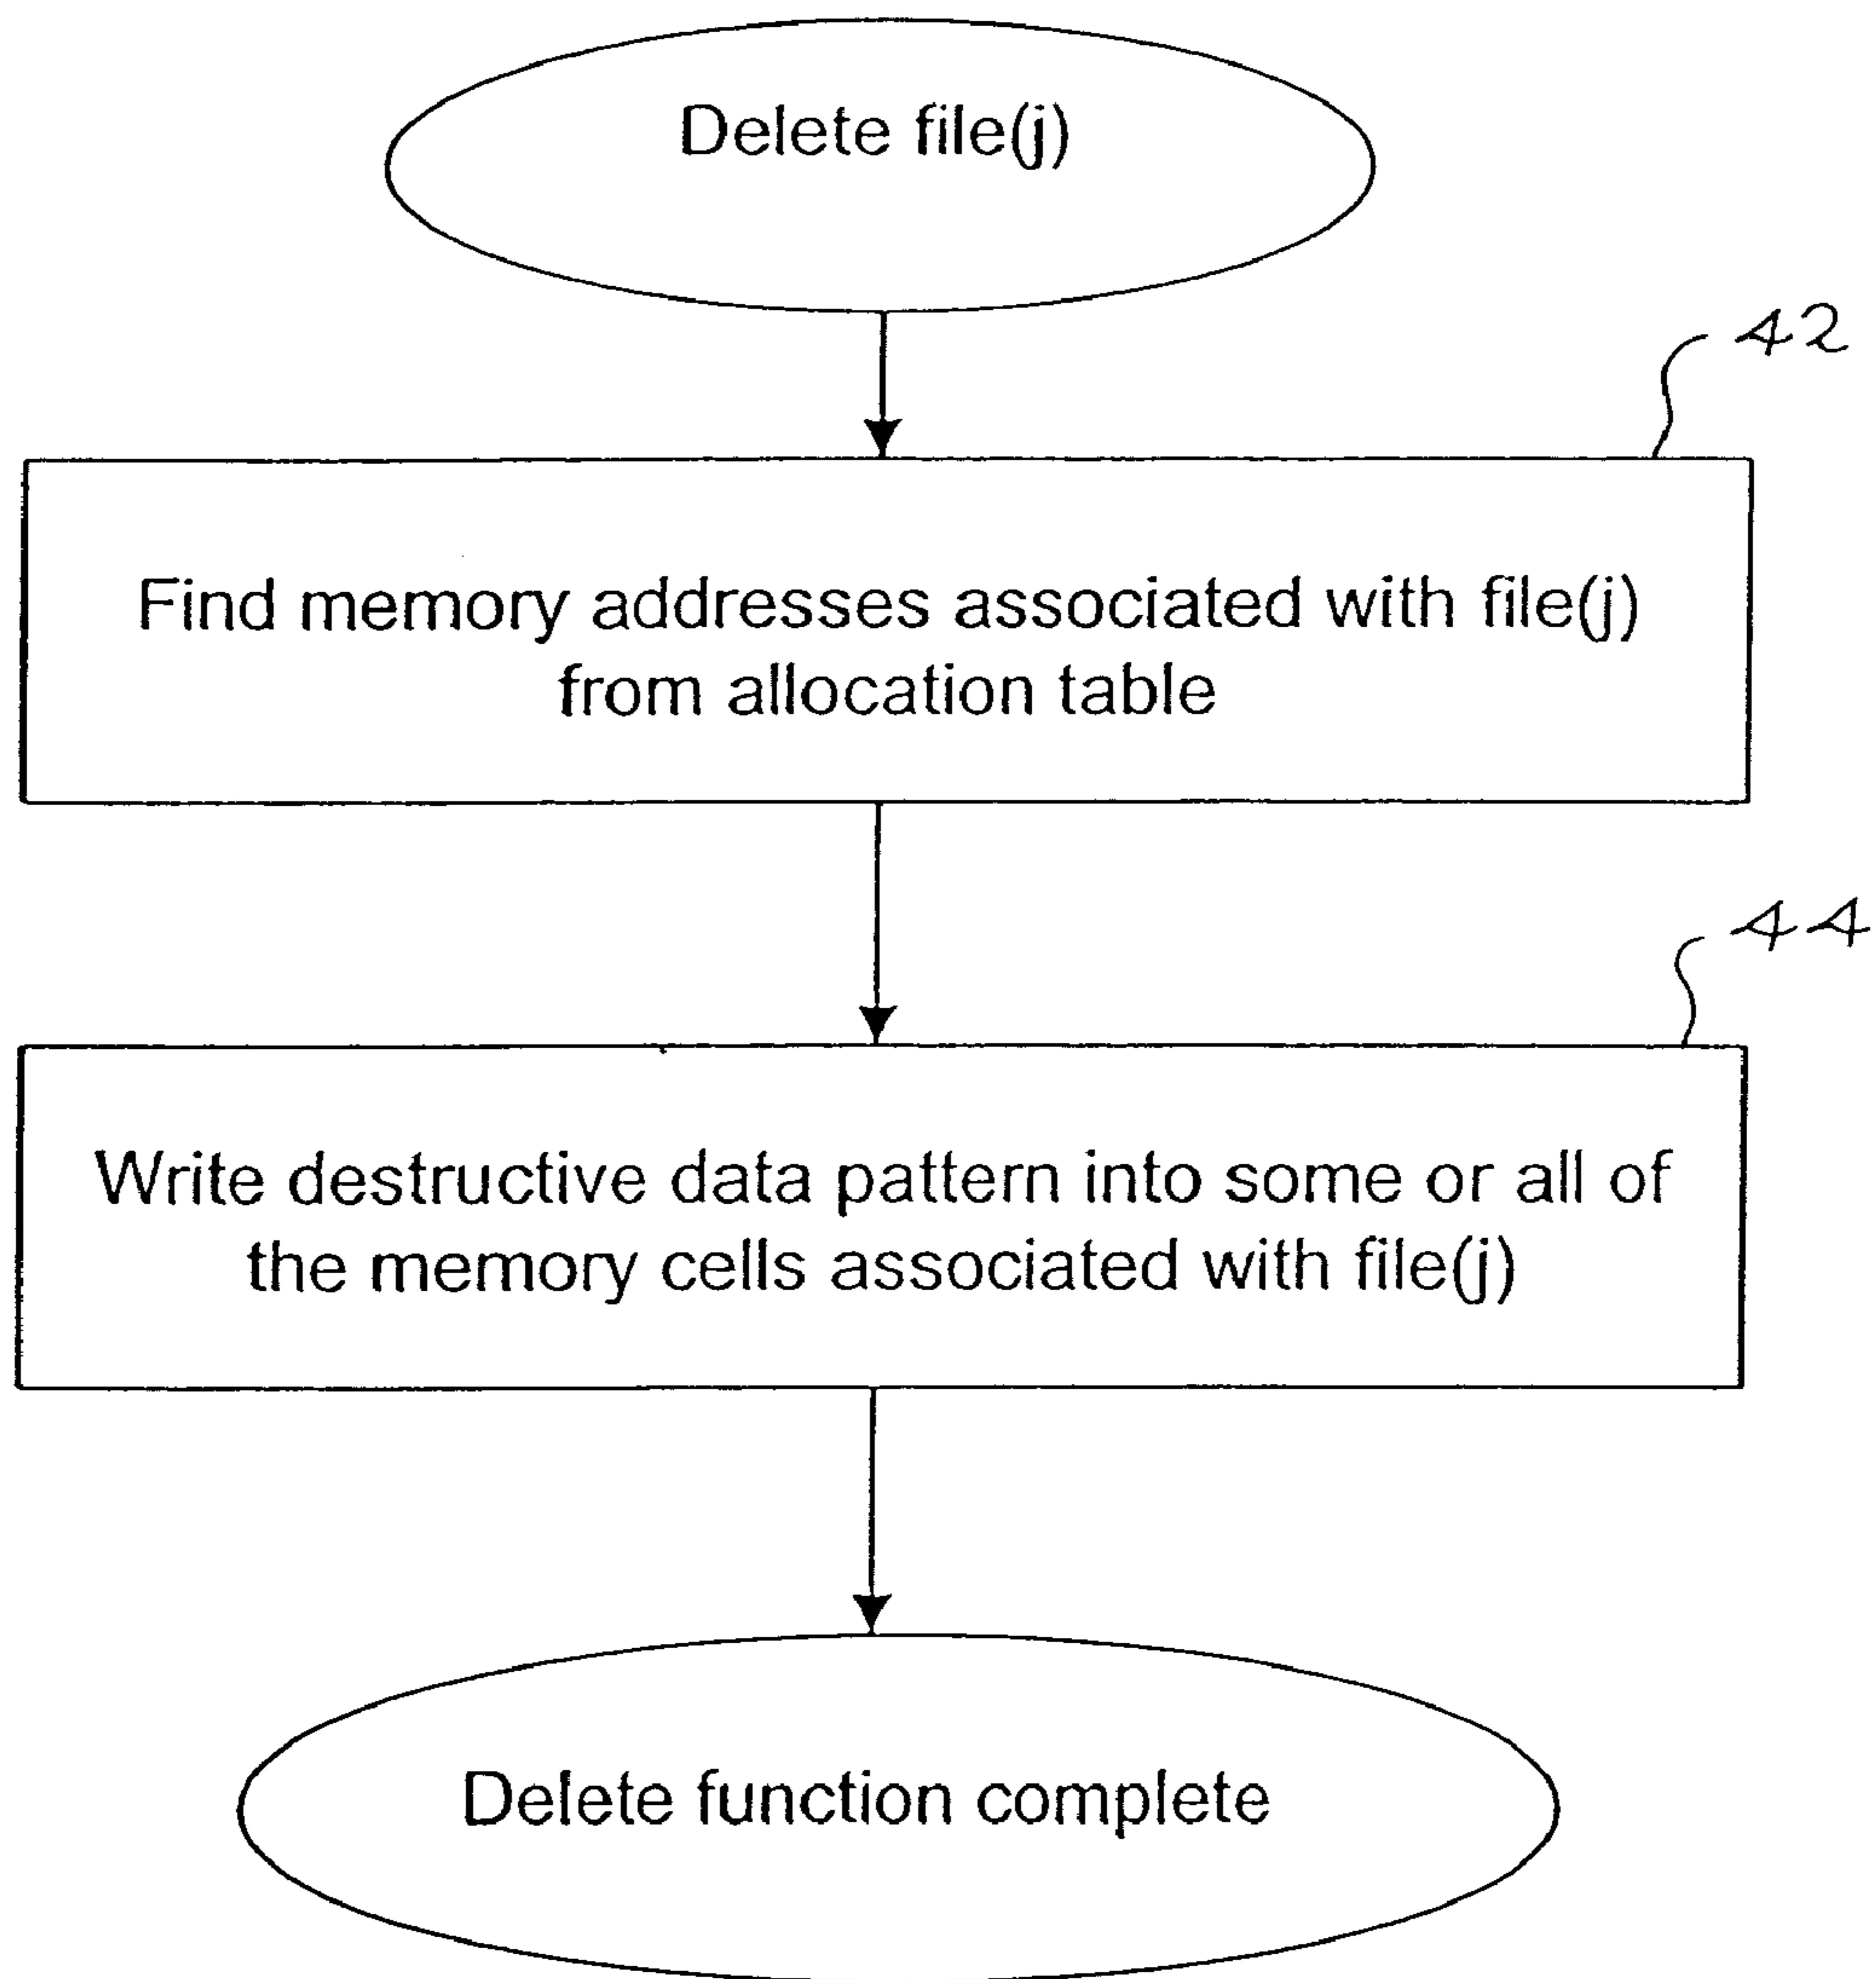 Delete file(j)
42
Find memory addresses associated with file(j)
from allocation table
44
Write destructive data pattern into some or all of
the memory cells associated with file(j)
Delete function complete